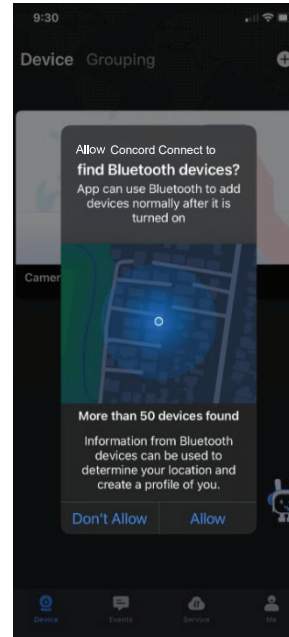 9:30
Device Grouping
Allow Concord Connect to
find Bluetooth devices?
App can use Bluetooth to add
devices normally after it is
turned on
Camer
More than 50 devices found
Information from Bluetooth
devices can be used to
determine your location and
create a profile of you.
Don't Allow Allow
Device Events Service Me